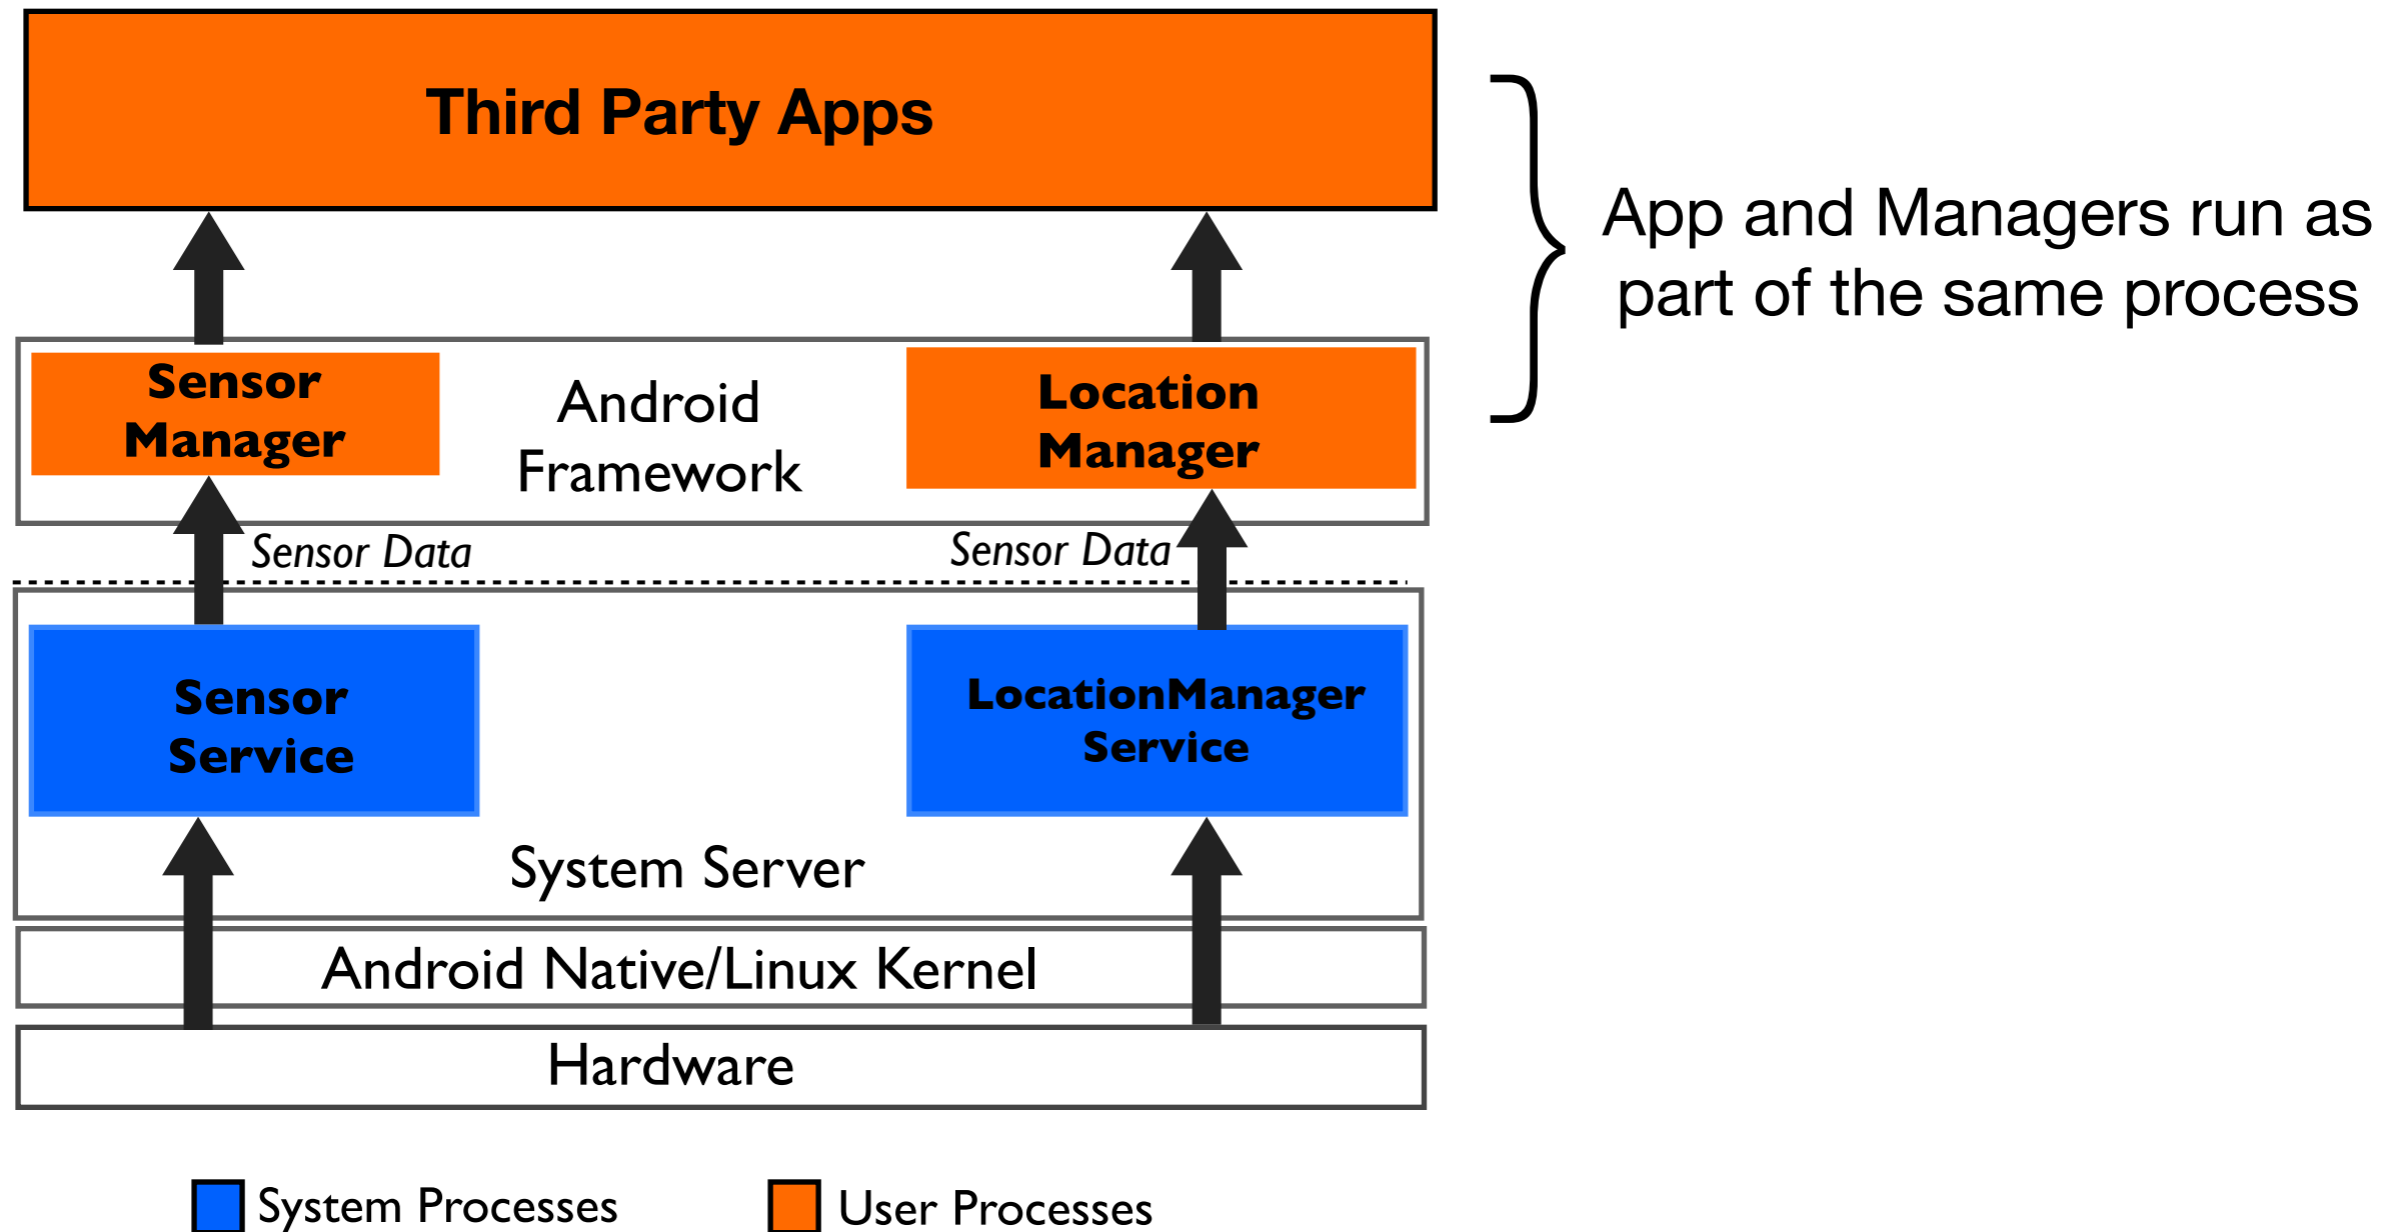 Third Party Apps
App and Managers run as
part of the same process
Sensor
Manager
Android
Framework
Location
Manager
Sensor Data
Sensor Data
Sensor
Service
LocationManager
Service
System Server
Android Native/Linux Kernel
Hardware
System Processes
User Processes